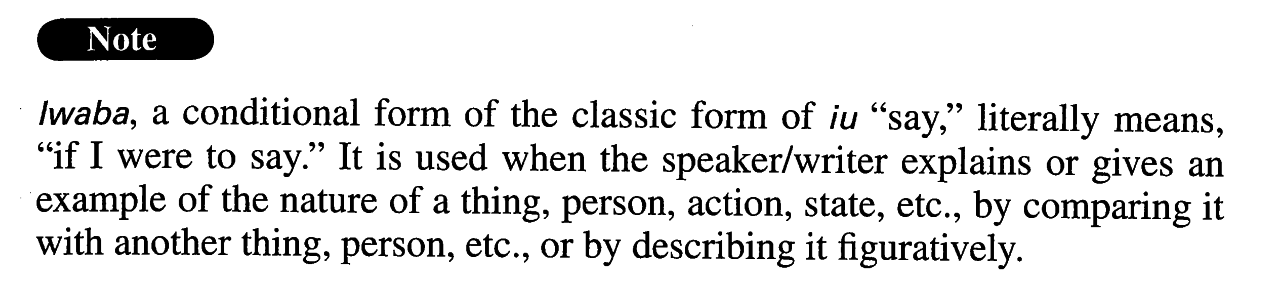 Note
Iwaba, a conditional form of the classic form of iu “say,” literally means,
“if I were to say.” It is used when the speaker/writer explains or gives an
example of the nature of a thing, person, action, state, etc., by comparing it
with another thing, person, etc., or by describing it figuratively.